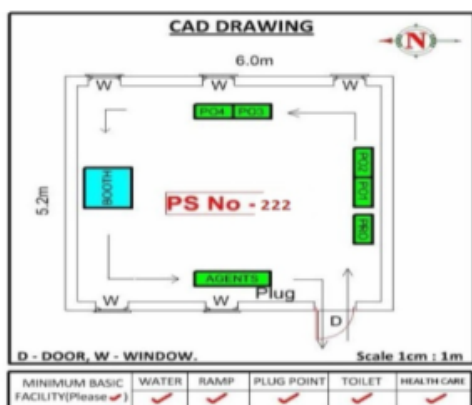 CAD DRAWING
N
6.0m
W W W
PO4 PO3
5.2m
BOOTH
PO2
PO1
PS No - 222
PRO
AGENTS
Plug
W W
D
D - DOOR, W - WINDOW. Scale 1cm : 1m
MINIMUM BASIC FACILITY(Please ✓) WATER RAMP PLUG POINT TOILET HEALTH CARE
✓ ✓ ✓ ✓ ✓